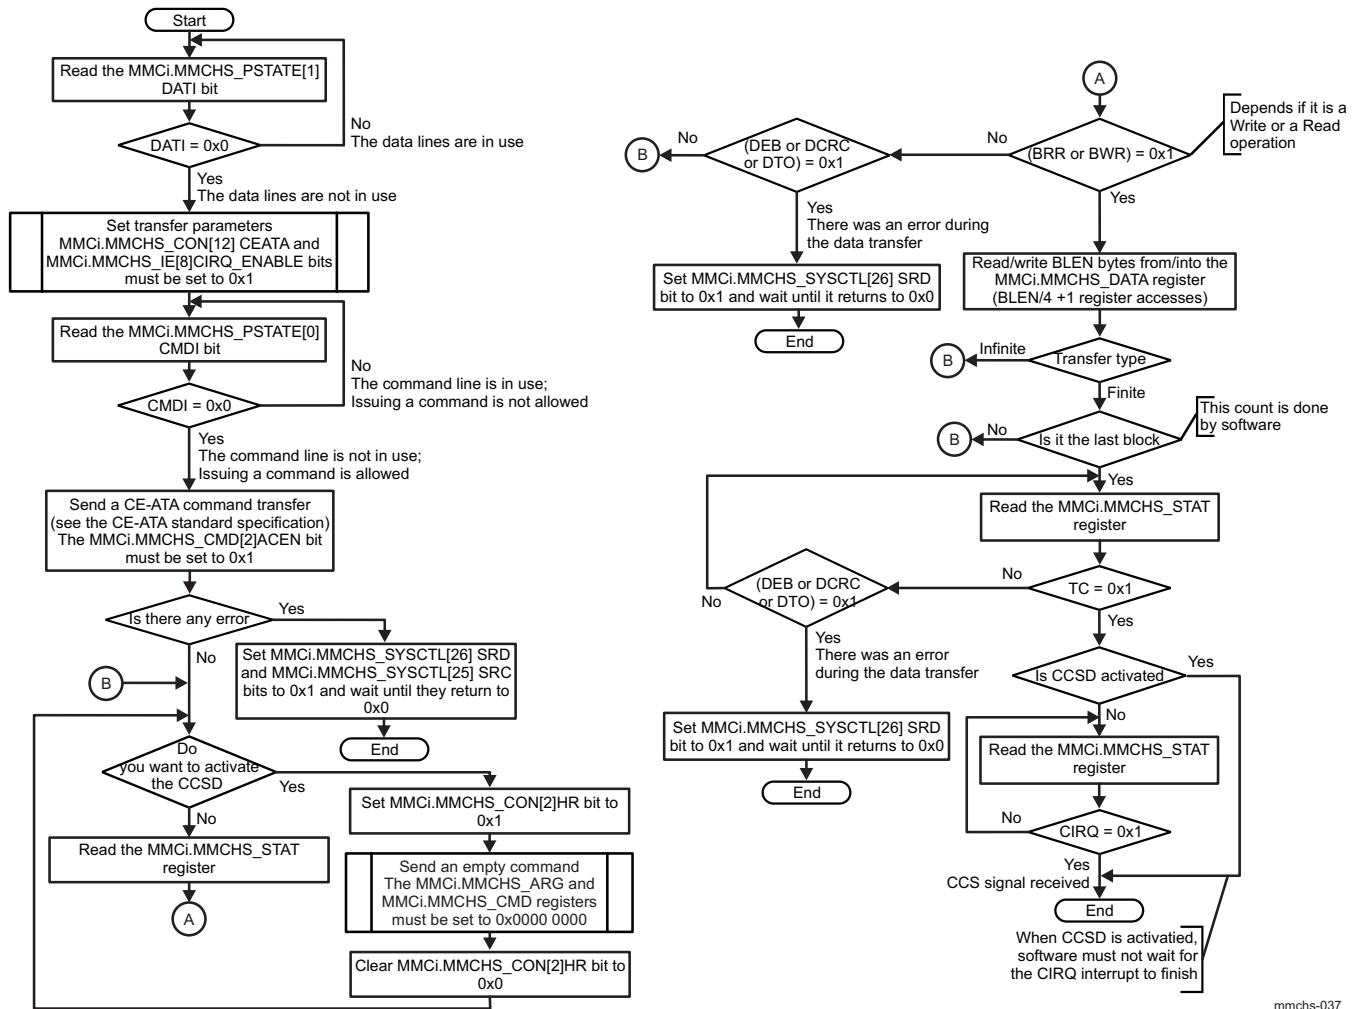 Start
Read the MMCi.MMCHS_PSTATE[1]
DATI bit
No
The data lines are in use
DATI = 0x0
Yes
The data lines are not in use
Set transfer parameters
MMCi.MMCHS_CON[12] CEATA and
MMCi.MMCHS_IE[8]CIRQ_ENABLE bits
must be set to 0x1
Read the MMCi.MMCHS_PSTATE[0]
CMDI bit
No
The command line is in use;
Issuing a command is not allowed
CMDI = 0x0
Yes
The command line is not in use;
Issuing a command is allowed
Send a CE-ATA command transfer
(see the CE-ATA standard specification)
The MMCi.MMCHS_CMD[2]ACEN bit
must be set to 0x1
Is there any error
Yes
No
Set MMCi.MMCHS_SYSCTL[26] SRD
and MMCi.MMCHS_SYSCTL[25] SRC
bits to 0x1 and wait until they return to
0x0
End
B
Do
you want to activate
the CCSD
Yes
No
Set MMCi.MMCHS_CON[2]HR bit to
0x1
Read the MMCi.MMCHS_STAT
register
A
Send an empty command
The MMCi.MMCHS_ARG and
MMCi.MMCHS_CMD registers
must be set to 0x0000 0000
Clear MMCi.MMCHS_CON[2]HR bit to
0x0
A
Depends if it is a
Write or a Read
operation
(BRR or BWR) = 0x1
No
(DEB or DCRC
or DTO) = 0x1
No
B
Yes
There was an error during
the data transfer
Set MMCi.MMCHS_SYSCTL[26] SRD
bit to 0x1 and wait until it returns to 0x0
End
Yes
Read/write BLEN bytes from/into the
MMCi.MMCHS_DATA register
(BLEN/4 +1 register accesses)
Transfer type
Infinite
B
Finite
Is it the last block
No
B
This count is done
by software
Yes
Read the MMCi.MMCHS_STAT
register
TC = 0x1
No
(DEB or DCRC
or DTO) = 0x1
No
Yes
There was an error
during the data transfer
Set MMCi.MMCHS_SYSCTL[26] SRD
bit to 0x1 and wait until it returns to 0x0
End
Yes
Is CCSD activated
Yes
No
Read the MMCi.MMCHS_STAT
register
CIRQ = 0x1
No
Yes
CCS signal received
End
When CCSD is activatied,
software must not wait for
the CIRQ interrupt to finish
mmchs-037